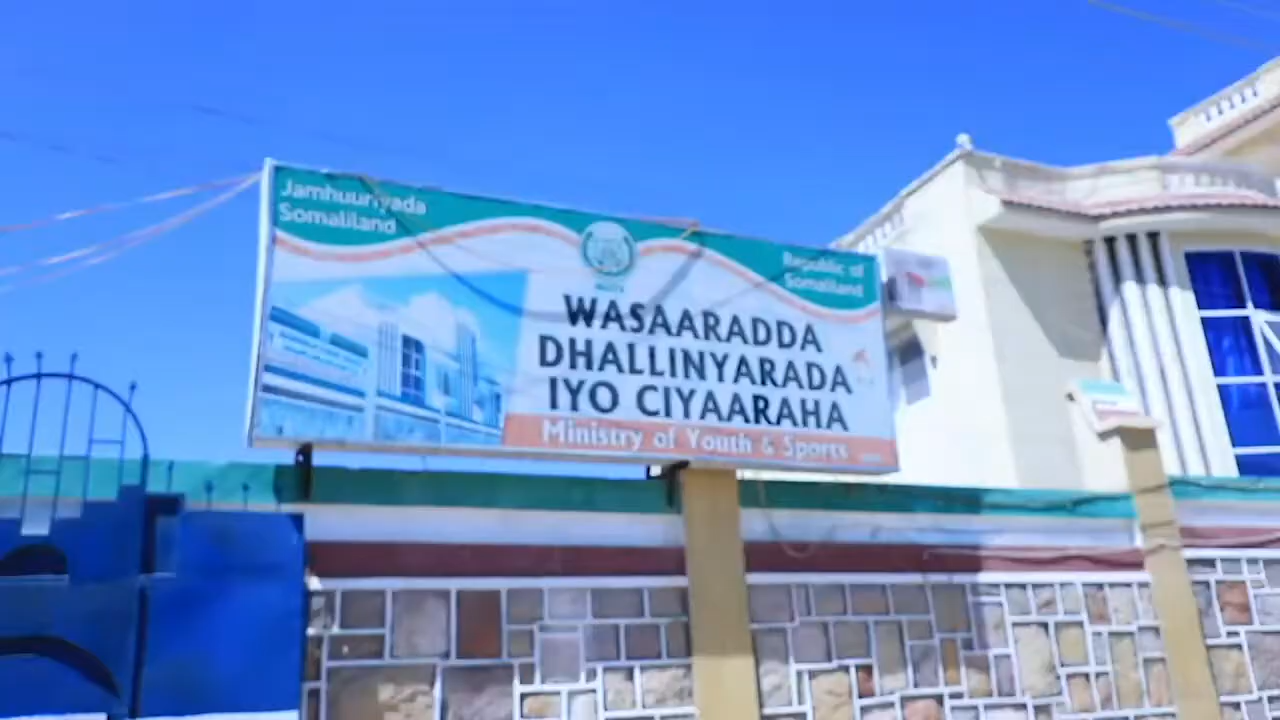 Jamhuuriyada
Somaliland
Republic of
Somaliland
WASAARADDA
DHALLINYARADA
IYO CIYAARAHA
Ministry of Youth & Sports